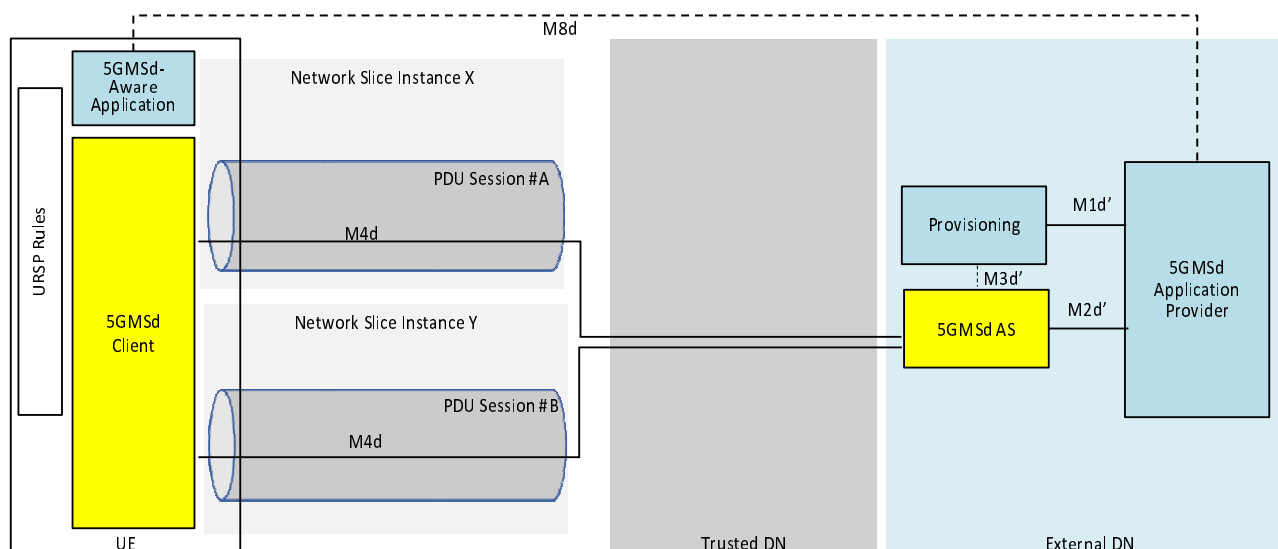 M8d
5GMSd-
Aware
Application
URSP Rules
5GMSd
Client
UE
Network Slice Instance X
PDU Session #A
M4d
Network Slice Instance Y
PDU Session #B
M4d
Trusted DN
Provisioning
M1d’
M3d’
5GMSd AS
M2d’
5GMSd
Application
Provider
External DN